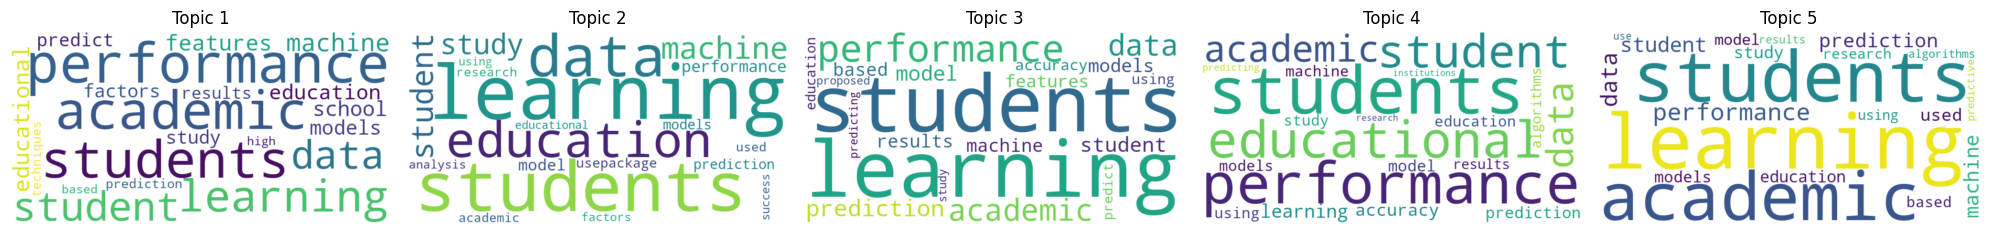 Topic 1
predict
features
machine
performance
factors
results
education
academic
school
study
high
models
students
data
based
prediction
student
learning
educational
techniques
Topic 2
study
data
machine
using
research
performance
learning
student
educational
models
education
used
analysis
model
usepackage
prediction
students
success
academic
factors
Topic 3
performance
data
education
based
accuracy
models
proposed
model
features
using
students
predicting
results
machine
student
learning
study
prediction
academic
predict
Topic 4
academic
student
predicting
machine
institutions
students
algorithms
data
study
research
education
educational
models
model
results
performance
using
learning
accuracy
prediction
Topic 5
use
student
model
results
prediction
study
research
algorithms
data
students
predictive
performance
using
used
learning
machine
models
education
academic
based